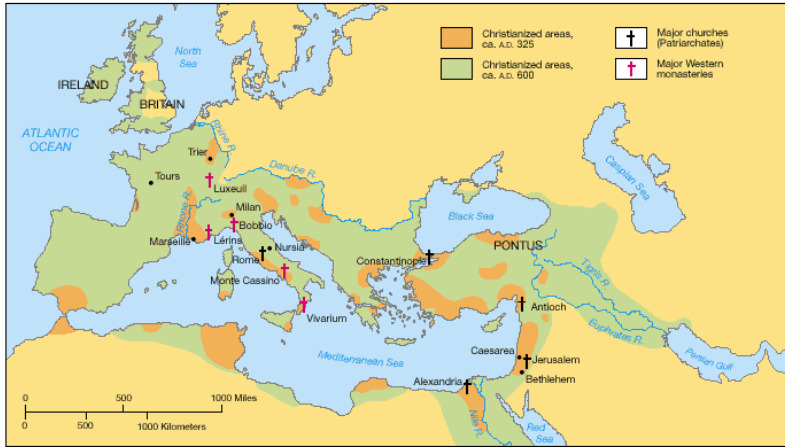 Christianized areas,
ca. A.D. 325
Major churches
(Patriarchates)
Christianized areas,
ca. A.D. 600
Major Western
monasteries
North
Sea
IRELAND
BRITAIN
ATLANTIC
OCEAN
Rhine R.
Trier
Danube R.
Tours
Luxeuil
Caspian Sea
Rhone R.
Milan
Bobbio
Black Sea
Marseille
Lérins
Nursia
PONTUS
Rome
Constantinople
Monte Cassino
Tigris R.
Vivarium
Antioch
Euphrates R.
Mediterranean Sea
Caesarea
Jerusalem
Persian Gulf
Alexandria
Bethlehem
Nile R.
Red
Sea
0 500 1000 Miles
0 500 1000 Kilometers